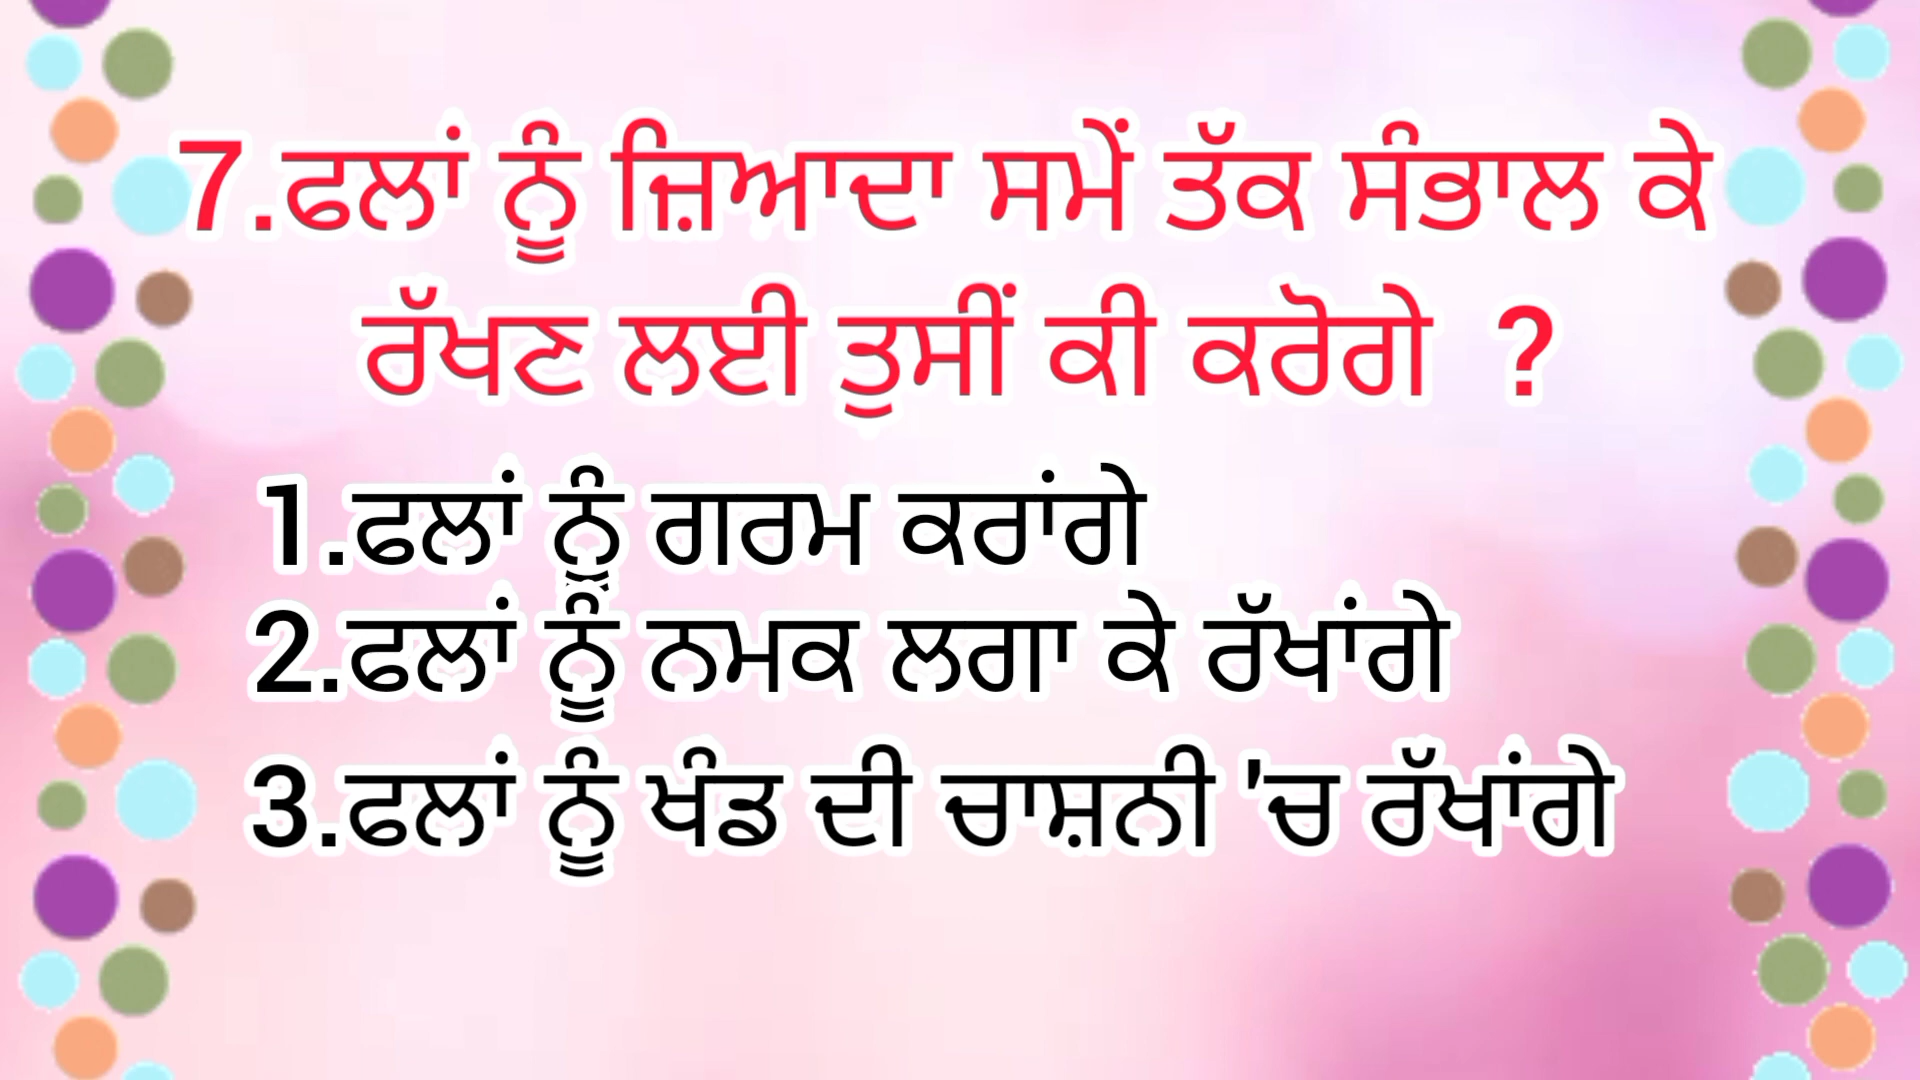 7.ਫਲਾਂ ਨੂੰ ਜ਼ਿਆਦਾ ਸਮੇਂ ਤੱਕ ਸੰਭਾਲ ਕੇ
ਰੱਖਣ ਲਈ ਤੁਸੀਂ ਕੀ ਕਰੋਗੇ ?
1.ਫਲਾਂ ਨੂੰ ਗਰਮ ਕਰਾਂਗੇ
2.ਫਲਾਂ ਨੂੰ ਨਮਕ ਲਗਾ ਕੇ ਰੱਖਾਂਗੇ
3.ਫਲਾਂ ਨੂੰ ਖੰਡ ਦੀ ਚਾਸ਼ਨੀ 'ਚ ਰੱਖਾਂਗੇ